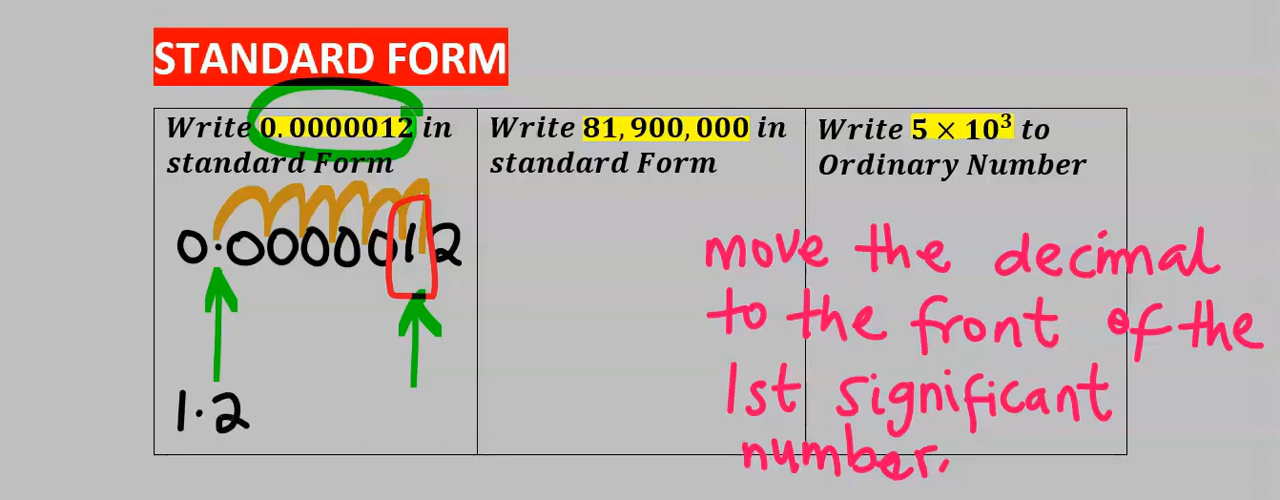 STANDARD FORM
Write 0.0000012 in
standard Form
0.0000012
1.2
Write 81,900,000 in
standard Form
Write 5 × 10³ to
Ordinary Number
move the decimal
to the front of the
1st significant
number.